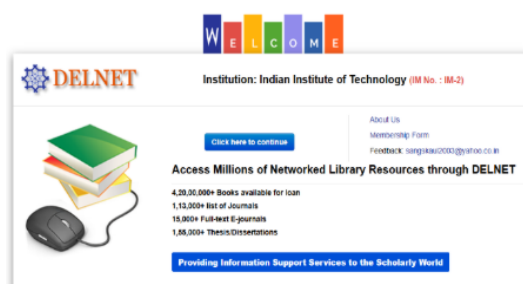 WELCOME
DELNET
Institution: Indian Institute of Technology (IM No. : IM-2)
About Us
Click here to continue
Membership Form
Feedback: sangskaul2003@yahoo.co.in
Access Millions of Networked Library Resources through DELNET
4,20,00,000+ Books available for loan
1,13,000+ list of Journals
15,000+ Full-text E-journals
1,55,000+ Thesis/Dissertations
Providing Information Support Services to the Scholarly World